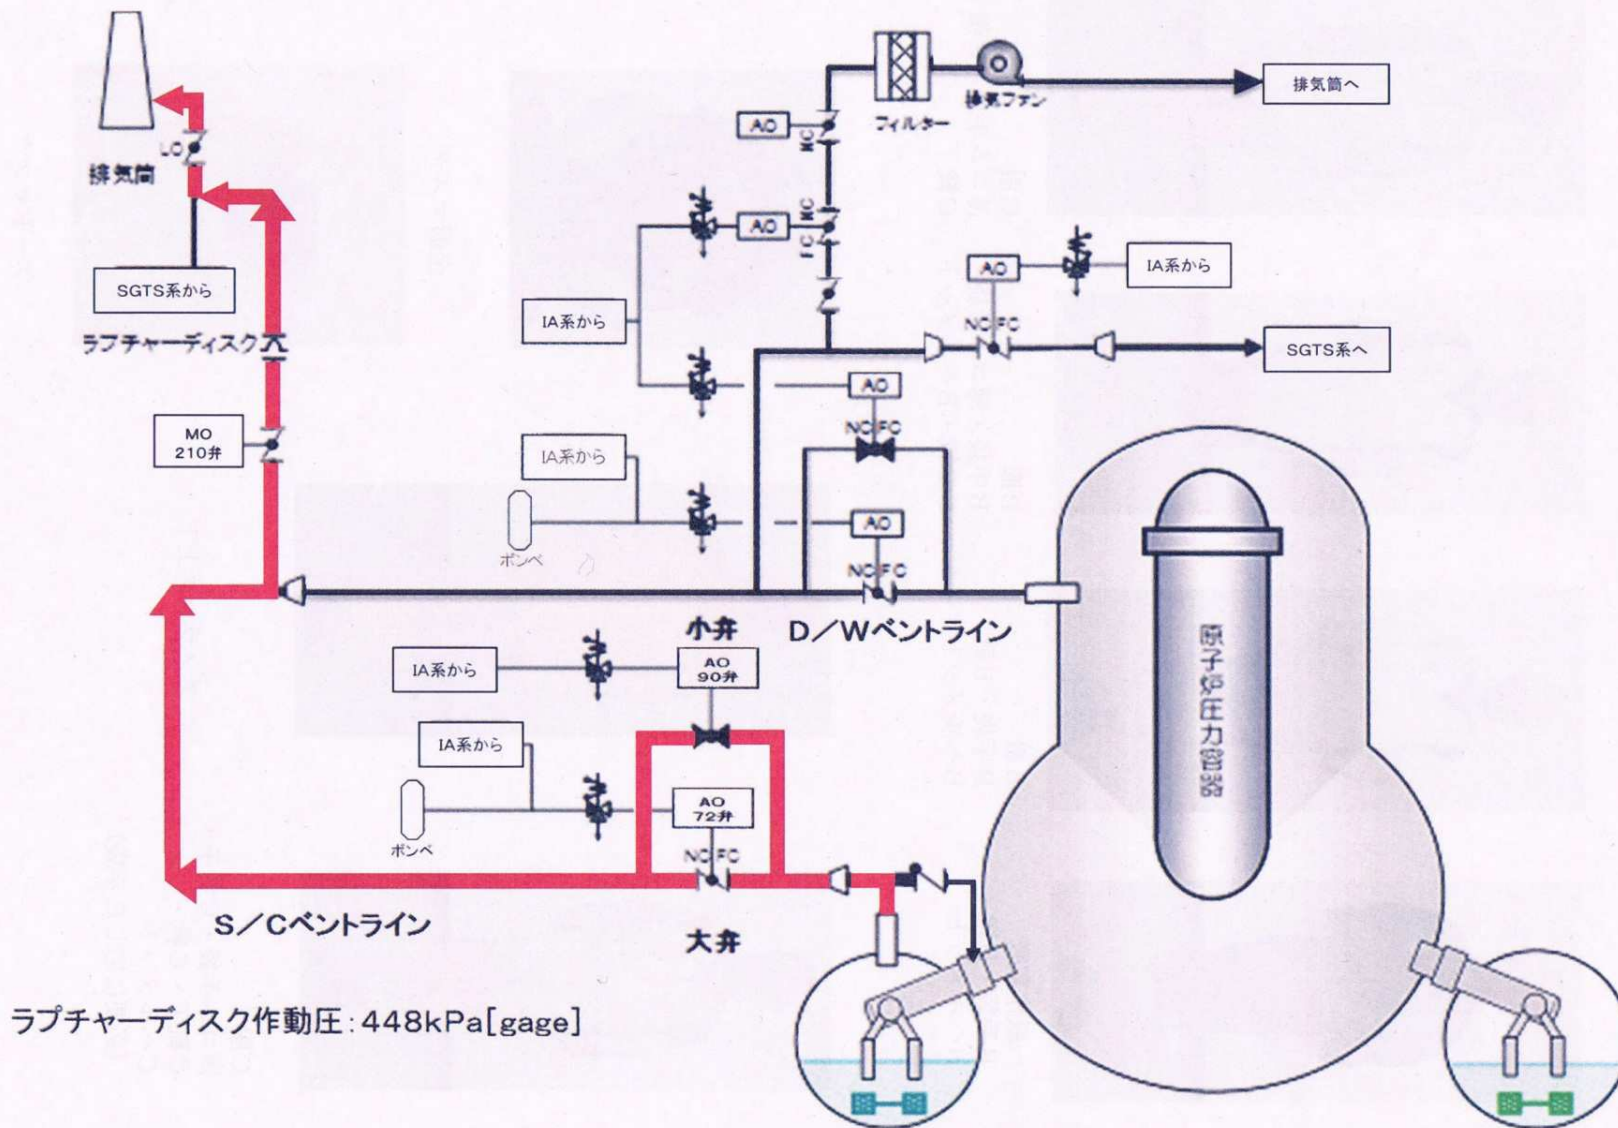 排気筒へ
フィルター
排気ファン
AO
NC
LO
排気筒
AO
NC
FC
AO
IA系から
SGTS系から
IA系から
NC FC
ラプチャーディスク
SGTS系へ
AO
NC FC
MO
210弁
IA系から
AO
ボンベ
NC FC
小弁
D/Wベントライン
原子炉圧力容器
IA系から
AO
90弁
IA系から
AO
72弁
ボンベ
NC FC
S/Cベントライン
大弁
ラプチャーディスク作動圧:448kPa[gage]